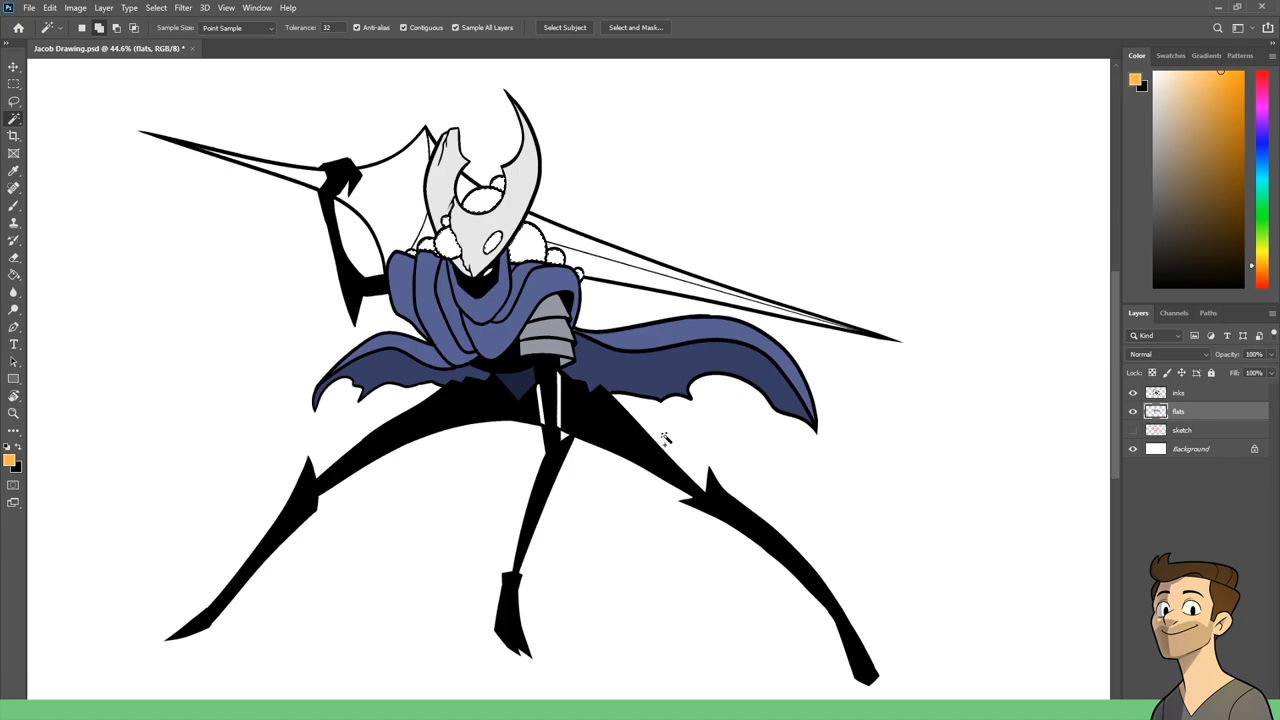 Ps File Edit Image Layer Type Select Filter 3D View Window Help
Sample Size: Point Sample Tolerance: 32 Anti-alias Contiguous Sample All Layers Select Subject Select and Mask...
Jacob Drawing.psd @ 44.6% (flats, RGB/8) *
Color Swatches Gradients Patterns
Layers Channels Paths
Kind
Normal Opacity: 100%
Lock: Fill: 100%
inks
flats
sketch
Background